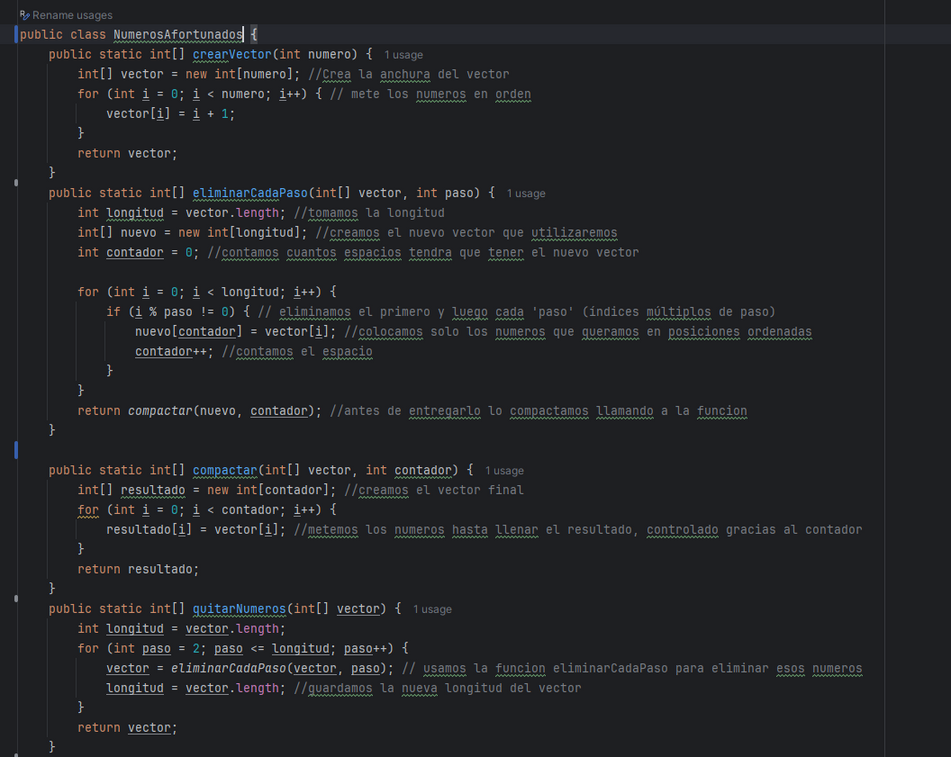 Rename usages
public class NumerosAfortunados {
    public static int[] crearVector(int numero) {  1 usage
        int[] vector = new int[numero]; //Crea la anchura del vector
        for (int i = 0; i < numero; i++) { // mete los numeros en orden
            vector[i] = i + 1;
        }
        return vector;
    }
    public static int[] eliminarCadaPaso(int[] vector, int paso) {  1 usage
        int longitud = vector.length; //tomamos la longitud
        int[] nuevo = new int[longitud]; //creamos el nuevo vector que utilizaremos
        int contador = 0; //contamos cuantos espacios tendra que tener el nuevo vector

        for (int i = 0; i < longitud; i++) {
            if (i % paso != 0) { // eliminamos el primero y luego cada 'paso' (índices múltiplos de paso)
                nuevo[contador] = vector[i]; //colocamos solo los numeros que queramos en posiciones ordenadas
                contador++; //contamos el espacio
            }
        }
        return compactar(nuevo, contador); //antes de entregarlo lo compactamos llamando a la funcion
    }

    public static int[] compactar(int[] vector, int contador) {  1 usage
        int[] resultado = new int[contador]; //creamos el vector final
        for (int i = 0; i < contador; i++) {
            resultado[i] = vector[i]; //metemos los numeros hasta llenar el resultado, controlado gracias al contador
        }
        return resultado;
    }
    public static int[] quitarNumeros(int[] vector) {  1 usage
        int longitud = vector.length;
        for (int paso = 2; paso <= longitud; paso++) {
            vector = eliminarCadaPaso(vector, paso); // usamos la funcion eliminarCadaPaso para eliminar esos numeros
            longitud = vector.length; //guardamos la nueva longitud del vector
        }
        return vector;
    }